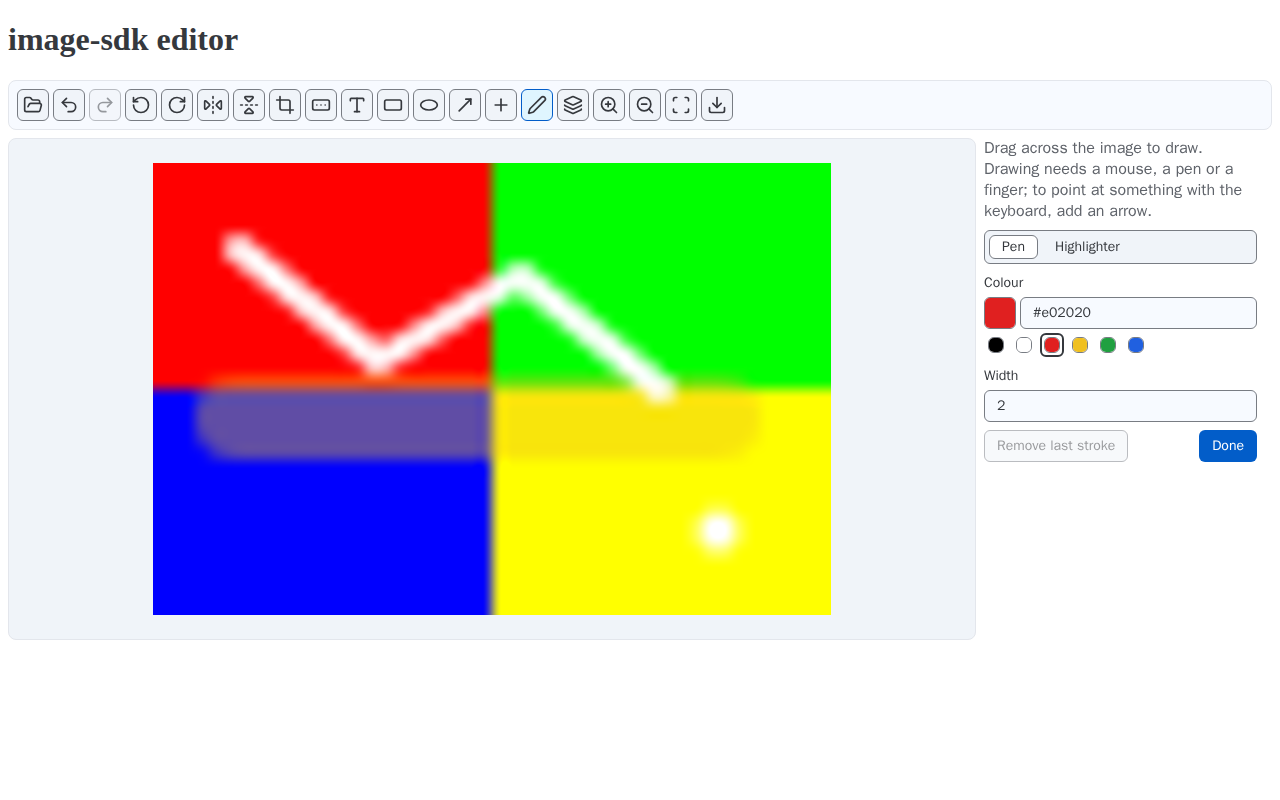 image-sdk editor
Drag across the image to draw.
Drawing needs a mouse, a pen or a
finger; to point at something with the
keyboard, add an arrow.
Pen Highlighter
Colour
#e02020
Width
2
Remove last stroke Done